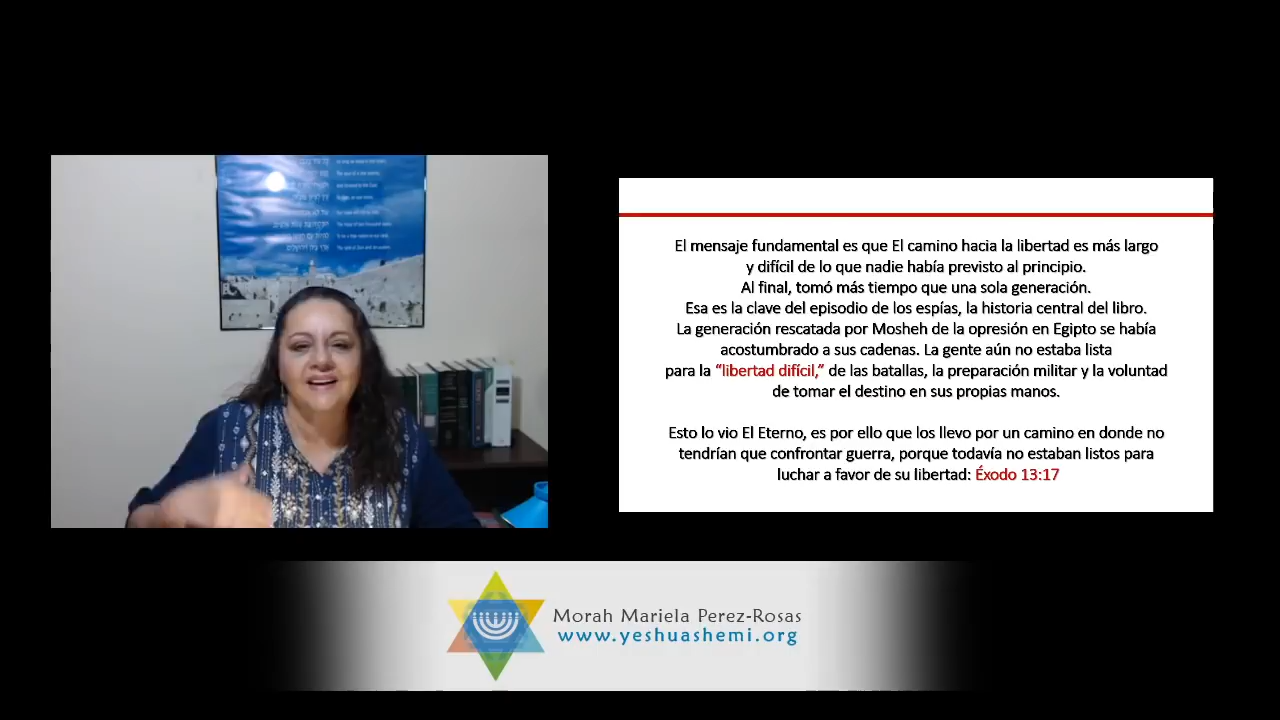 El mensaje fundamental es que El camino hacia la libertad es más largo
y difícil de lo que nadie había previsto al principio.
Al final, tomó más tiempo que una sola generación.
Esa es la clave del episodio de los espías, la historia central del libro.
La generación rescatada por Mosheh de la opresión en Egipto se había
acostumbrado a sus cadenas. La gente aún no estaba lista
para la “libertad difícil,” de las batallas, la preparación militar y la voluntad
de tomar el destino en sus propias manos.
Esto lo vio El Eterno, es por ello que los llevo por un camino en donde no
tendrían que confrontar guerra, porque todavía no estaban listos para
luchar a favor de su libertad: Éxodo 13:17
Morah Mariela Perez-Rosas
www.yeshuashemi.org